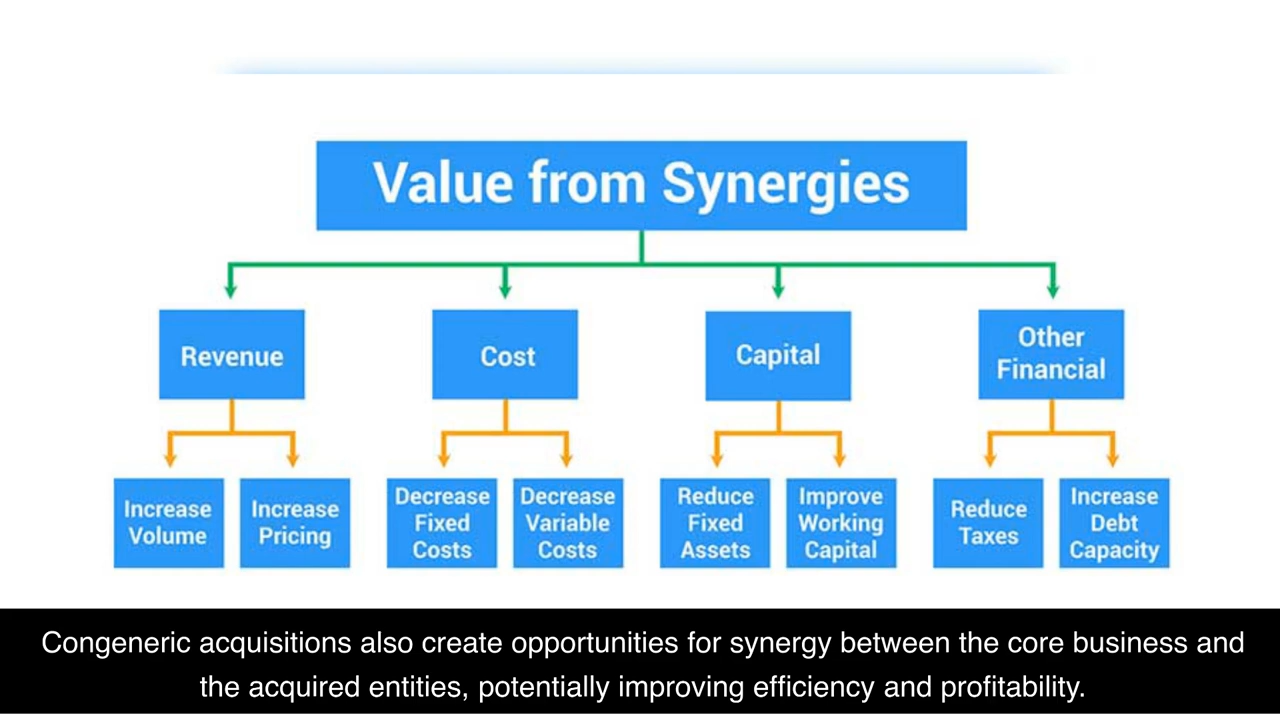 Value from Synergies
Revenue
Cost
Capital
Other
Financial
Increase
Volume
Increase
Pricing
Decrease
Fixed
Costs
Decrease
Variable
Costs
Reduce
Fixed
Assets
Improve
Working
Capital
Reduce
Taxes
Increase
Debt
Capacity
Congeneric acquisitions also create opportunities for synergy between the core business and
the acquired entities, potentially improving efficiency and profitability.